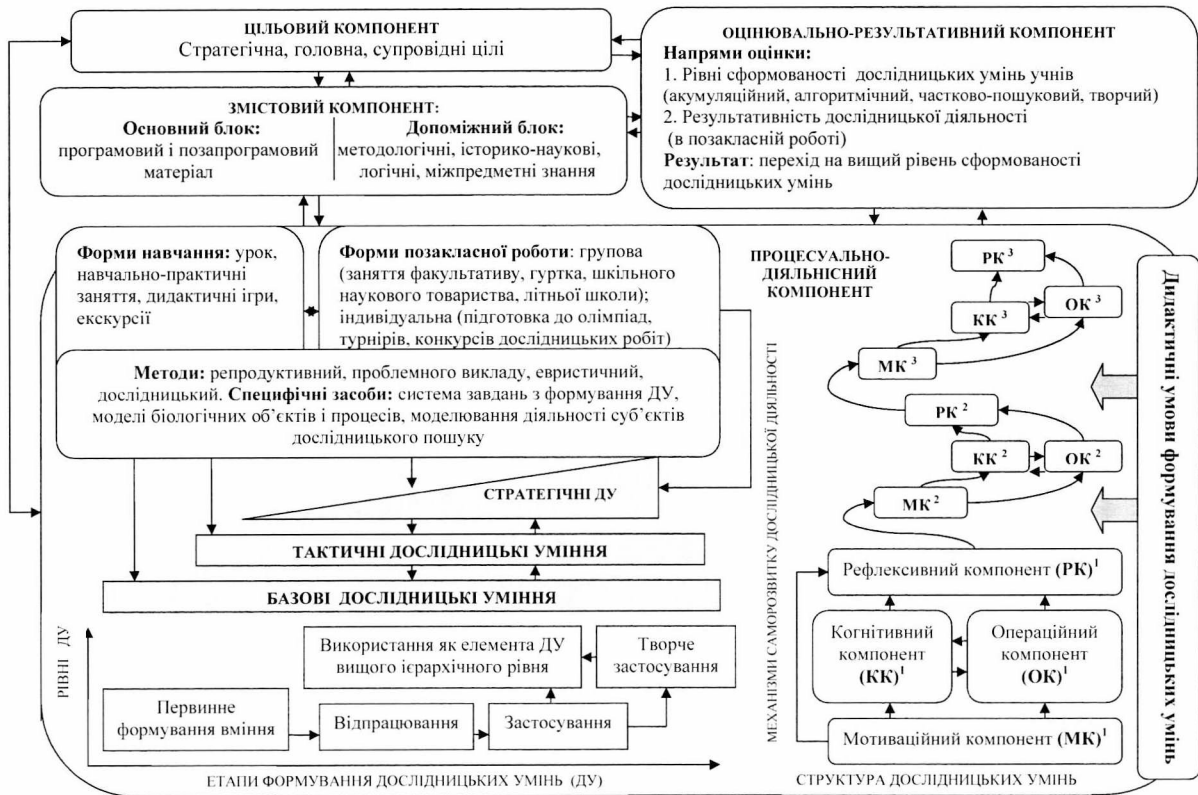 ЦІЛЬОВИЙ КОМПОНЕНТ
Стратегічна, головна, супровідні цілі
ЗМІСТОВИЙ КОМПОНЕНТ:
Основний блок:
програмовий і позапрограмовий
матеріал
Допоміжний блок:
методологічні, історико-наукові,
логічні, міжпредметні знання
ОЦІНЮВАЛЬНО-РЕЗУЛЬТАТИВНИЙ КОМПОНЕНТ
Напрями оцінки:
1. Рівні сформованості дослідницьких умінь учнів
(акумуляційний, алгоритмічний, частково-пошуковий, творчий)
2. Результативність дослідницької діяльності
(в позакласній роботі)
Результат: перехід на вищий рівень сформованості
дослідницьких умінь
Форми навчання: урок,
навчально-практичні
заняття, дидактичні ігри,
екскурсії
Форми позакласної роботи: групова
(заняття факультативу, гуртка, шкільного
наукового товариства, літньої школи);
індивідуальна (підготовка до олімпіад,
турнірів, конкурсів дослідницьких робіт)
Методи: репродуктивний, проблемного викладу, евристичний,
дослідницький. Специфічні засоби: система завдань з формування ДУ,
моделі біологічних об’єктів і процесів, моделювання діяльності суб’єктів
дослідницького пошуку
СТРАТЕГІЧНІ ДУ
ТАКТИЧНІ ДОСЛІДНИЦЬКІ УМІННЯ
БАЗОВІ ДОСЛІДНИЦЬКІ УМІННЯ
РІВНІ ДУ
Використання як елемента ДУ
вищого ієрархічного рівня
Творче
застосування
Первинне
формування вміння
Відпрацювання
Застосування
ЕТАПИ ФОРМУВАННЯ ДОСЛІДНИЦЬКИХ УМІНЬ (ДУ)
ПРОЦЕСУАЛЬНО-
ДІЯЛЬНІСНИЙ
КОМПОНЕНТ
МЕХАНІЗМИ САМОРОЗВИТКУ ДОСЛІДНИЦЬКОЇ ДІЯЛЬНОСТІ
РК 3
КК 3
ОК 3
МК 3
РК 2
КК 2
ОК 2
МК 2
Рефлексивний компонент (РК)1
Когнітивний
компонент
(КК)1
Операційний
компонент
(ОК)1
Мотиваційний компонент (МК)1
СТРУКТУРА ДОСЛІДНИЦЬКИХ УМІНЬ
Дидактичні умови формування дослідницьких умінь